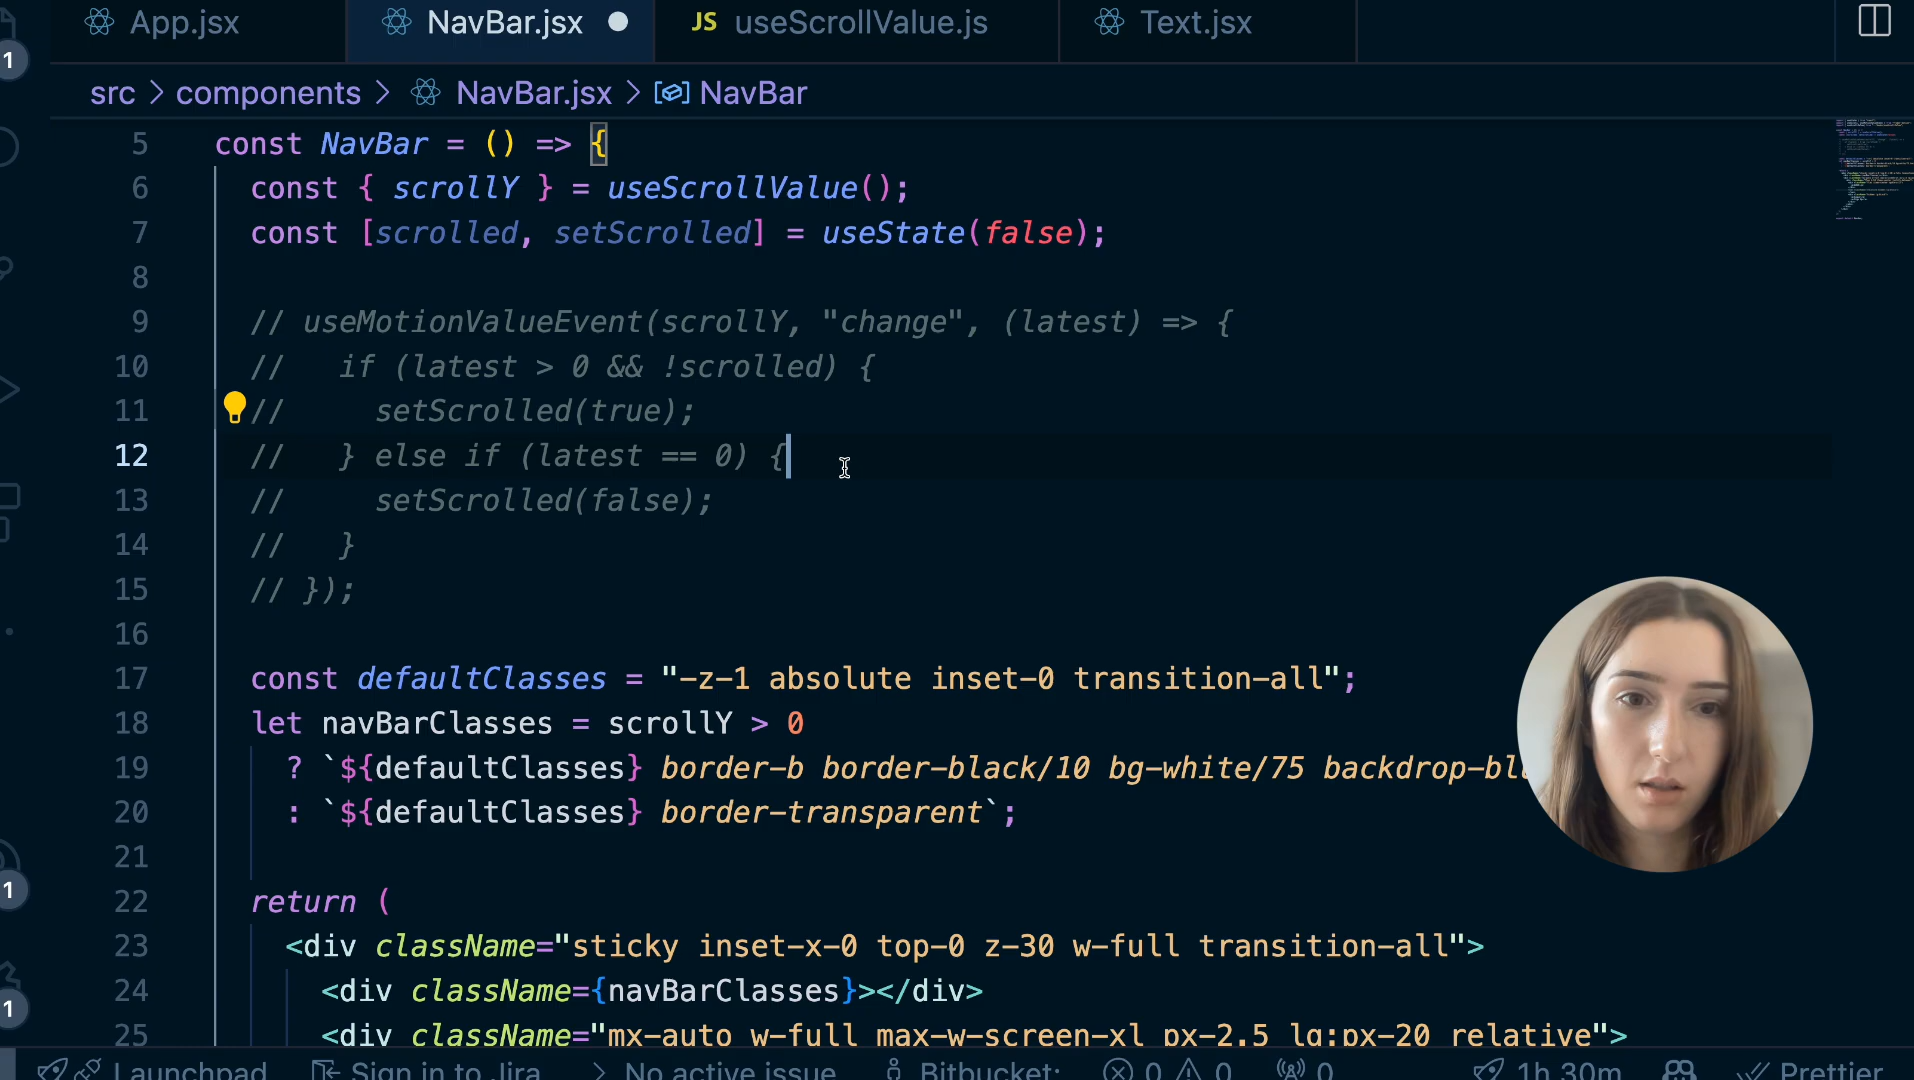 App.jsx
NavBar.jsx
JS useScrollValue.js
Text.jsx
src > components > NavBar.jsx > NavBar
5 const NavBar = () => {
6 const { scrollY } = useScrollValue();
7 const [scrolled, setScrolled] = useState(false);
8
9 // useMotionValueEvent(scrollY, "change", (latest) => {
10 // if (latest > 0 && !scrolled) {
11 // setScrolled(true);
12 // } else if (latest == 0) {
13 // setScrolled(false);
14 // }
15 // });
16
17 const defaultClasses = "-z-1 absolute inset-0 transition-all";
18 let navBarClasses = scrollY > 0
19 ? `${defaultClasses} border-b border-black/10 bg-white/75
20 : `${defaultClasses} border-transparent`;
21
22 return (
23 <div className="sticky inset-x-0 top-0 z-30 w-full transition-all">
24 <div className={navBarClasses}></div>
25 <div className="mx-auto w-full max-w-screen-xl px-2.5 lg:px-20 relative">
1
1
1
Launchpad
Sign in to Jira
No active issue
Bitbucket:
0
0
0
1h 30m
Prettier